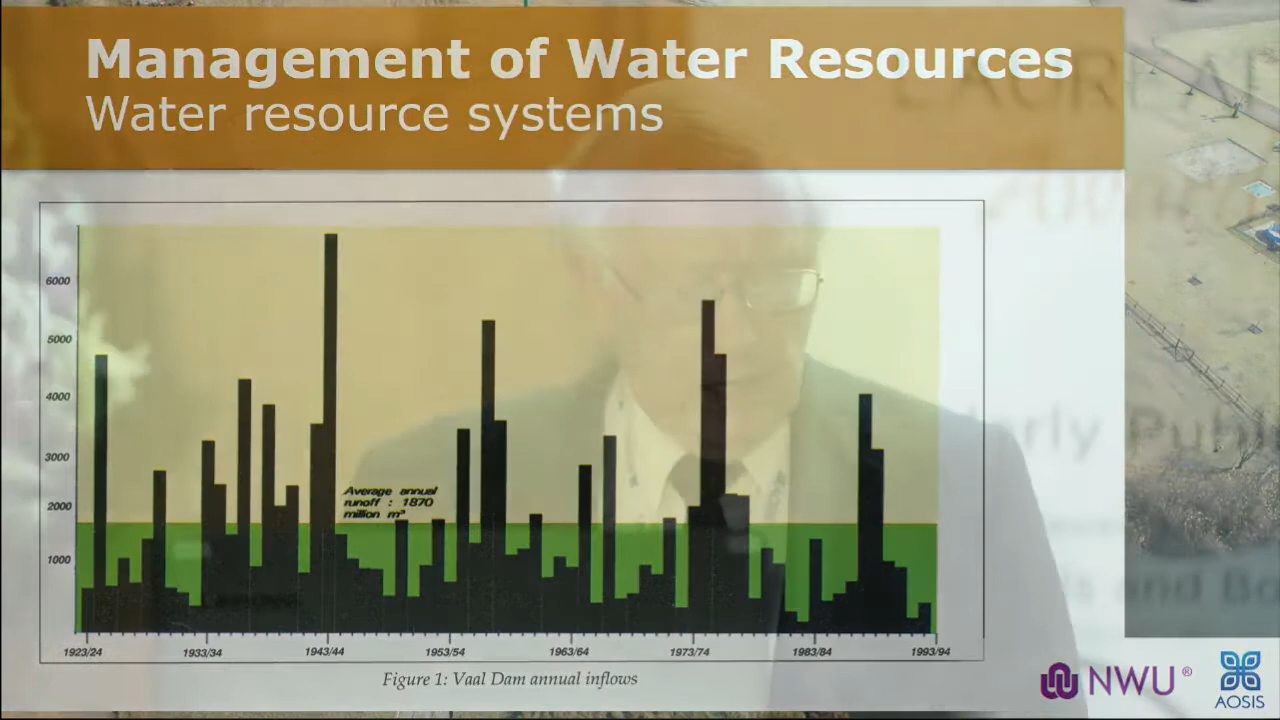 Management of Water Resources
Water resource systems
6000
5000
4000
3000
2000
1000
Average annual
runoff : 1870
million m³
1923/24
1933/34
1943/44
1953/54
1963/64
1973/74
1983/84
1993/94
Figure 1: Vaal Dam annual inflows
NWU®
AOSIS